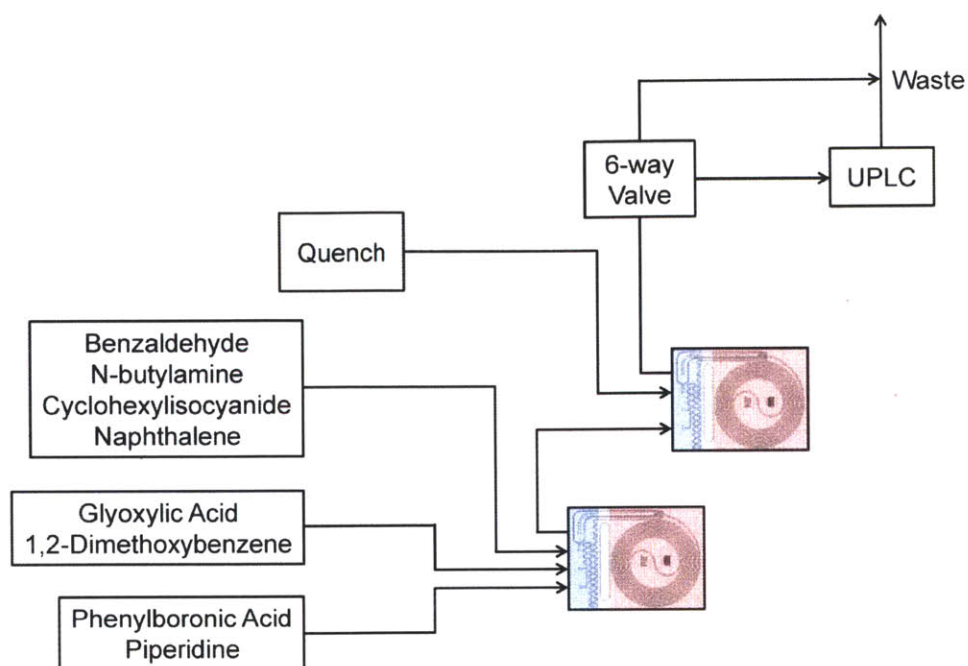 Waste
6-way
Valve
UPLC
Quench
Benzaldehyde
N-butylamine
Cyclohexylisocyanide
Naphthalene
Glyoxylic Acid
1,2-Dimethoxybenzene
Phenylboronic Acid
Piperidine